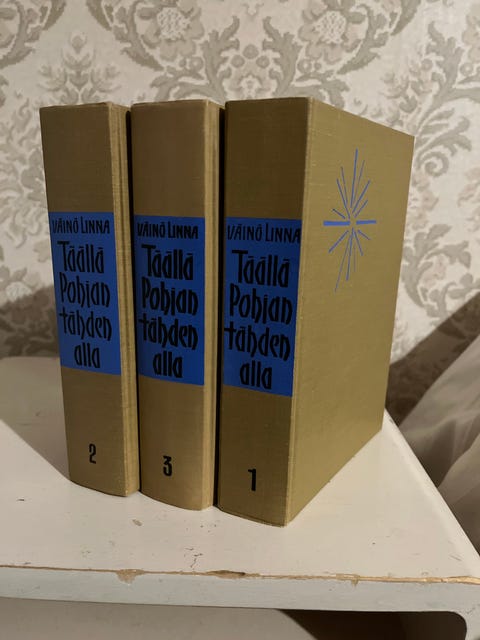 VÄINÖ LINNA
Täällä
Pohjan
tähden
alla
2
VÄINÖ LINNA
Täällä
Pohjan
tähden
alla
3
VÄINÖ LINNA
Täällä
Pohjan
tähden
alla
1